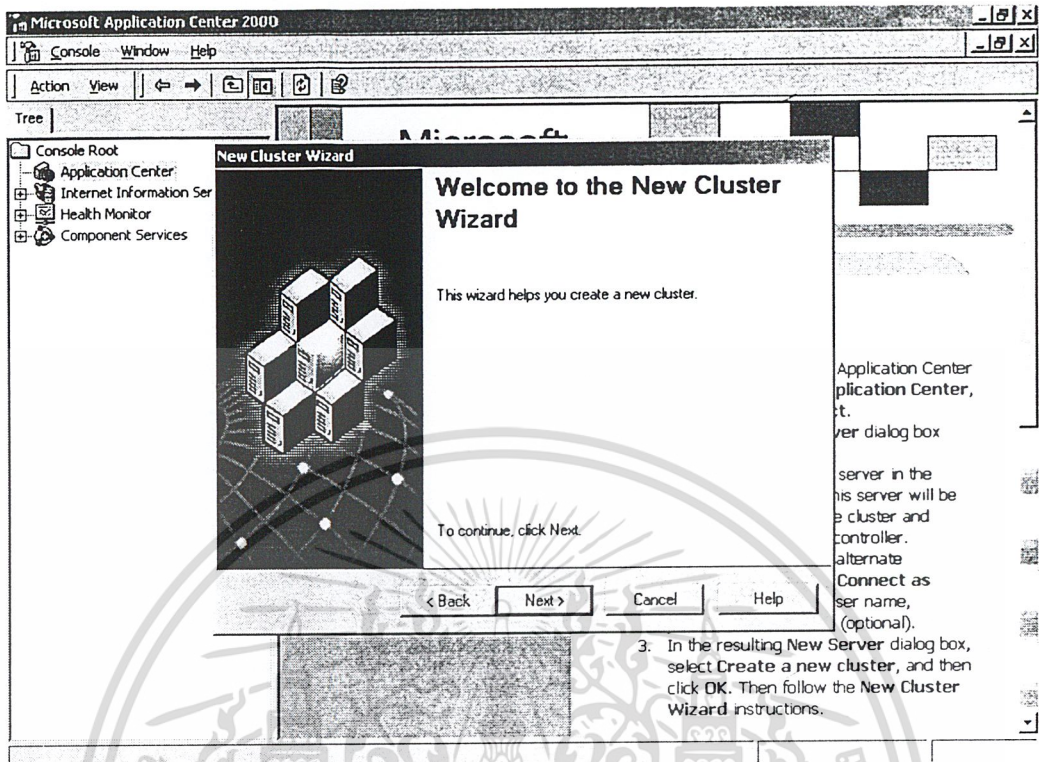 Microsoft Application Center 2000
Console Window Help
Action View
Tree
Console Root
Application Center
Internet Information Ser
Health Monitor
Component Services
New Cluster Wizard
Welcome to the New Cluster
Wizard
This wizard helps you create a new cluster.
To continue, click Next.
< Back Next > Cancel Help
Application Center
plication Center,
ct.
ver dialog box
server in the
his server will be
e cluster and
controller.
alternate
Connect as
ser name,
(optional).
3. In the resulting New Server dialog box,
select Create a new cluster, and then
click OK. Then follow the New Cluster
Wizard instructions.